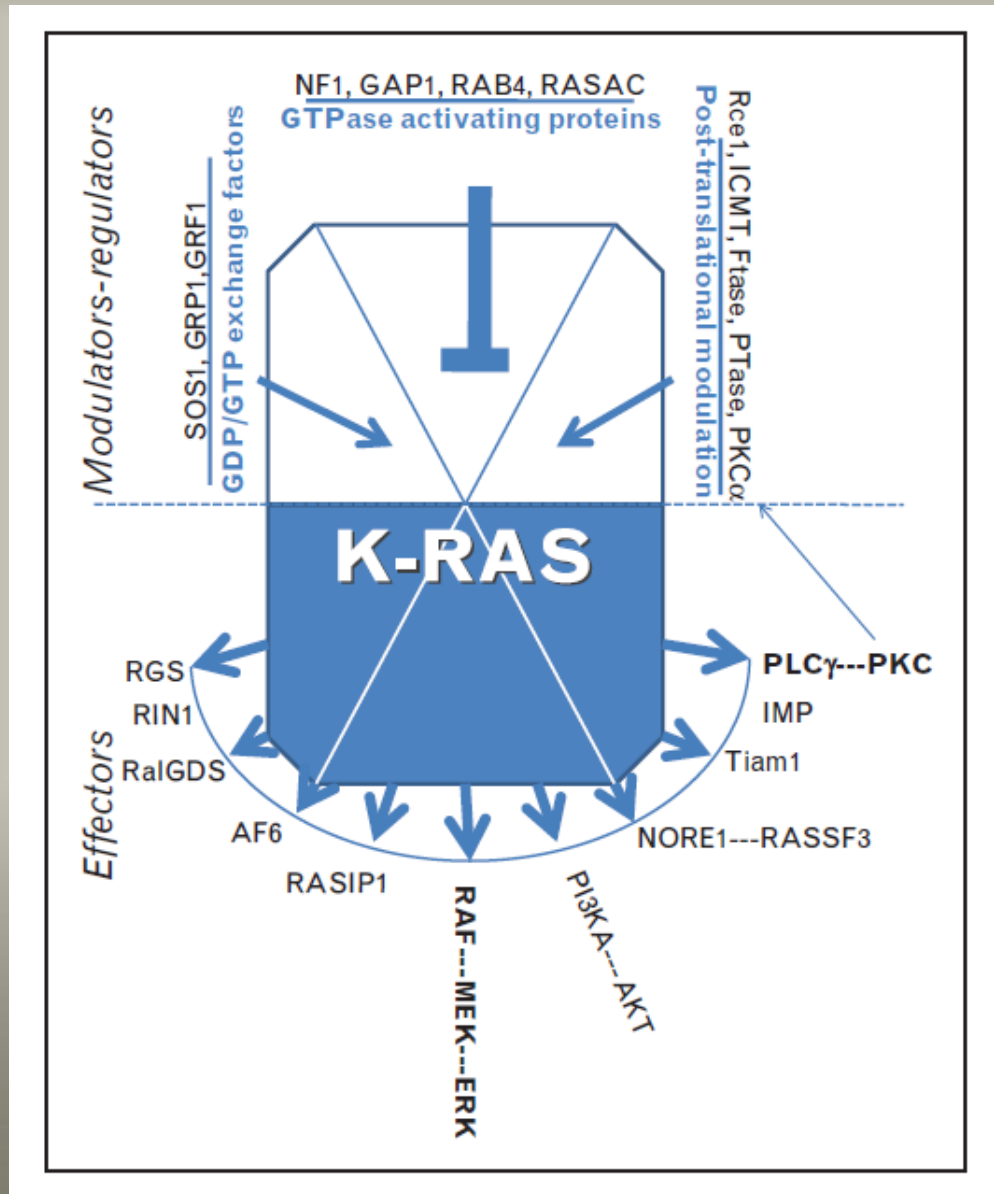 NF1, GAP1, RAB4, RASAC
GTPase activating proteins
Modulators-regulators
SOS1, GRP1,GRF1
GDP/GTP exchange factors
Rce1, ICMT, Ftase, PTase, PKCα
Post-translational modulation
K-RAS
Effectors
RGS
RIN1
RalGDS
AF6
RASIP1
RAF---MEK---ERK
PI3KA---AKT
NORE1---RASSF3
Tiam1
IMP
PLCγ---PKC